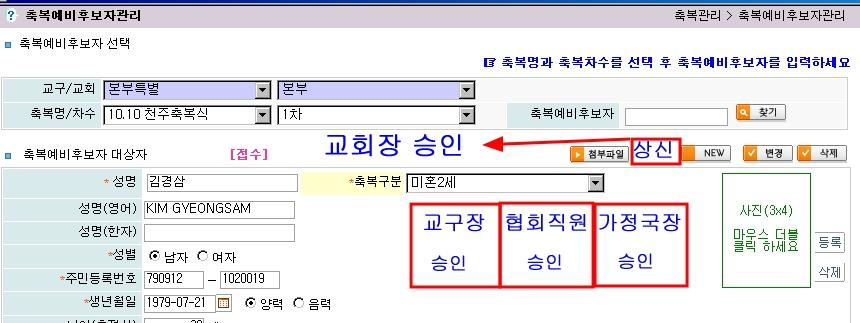 축복예비후보자관리
축복관리 > 축복예비후보자관리
축복예비후보자 선택
축복명과 축복차수를 선택 후 축복예비후보자를 입력하세요
교구/교회 본부특별 본부
축복명/차수 10.10 천주축복식 1차 축복예비후보자 찾기
축복예비후보자 대상자 [접수] 교회장 승인 첨부파일 상신 NEW 변경 삭제
*성명 김경삼 *축복구분 미혼2세
성명(영어) KIM GYEONGSAM
성명(한자)
*성별 남자 여자
*주민등록번호 790912 - 1020019
*생년월일 1979-07-21 양력 음력
교구장 승인
협회직원 승인
가정국장 승인
사진(3x4)
마우스 더블
클릭 하세요
등록
삭제